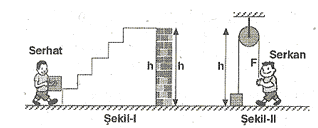 Serhat
h
h
h
F
Serkan
Şekil-I
Şekil-II